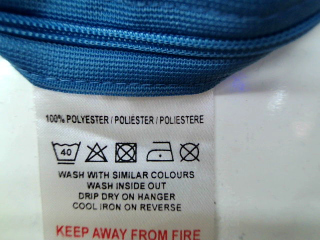 100% POLYESTER / POLIESTER / POLIESTERE
40
WASH WITH SIMILAR COLOURS
WASH INSIDE OUT
DRIP DRY ON HANGER
COOL IRON ON REVERSE
KEEP AWAY FROM FIRE